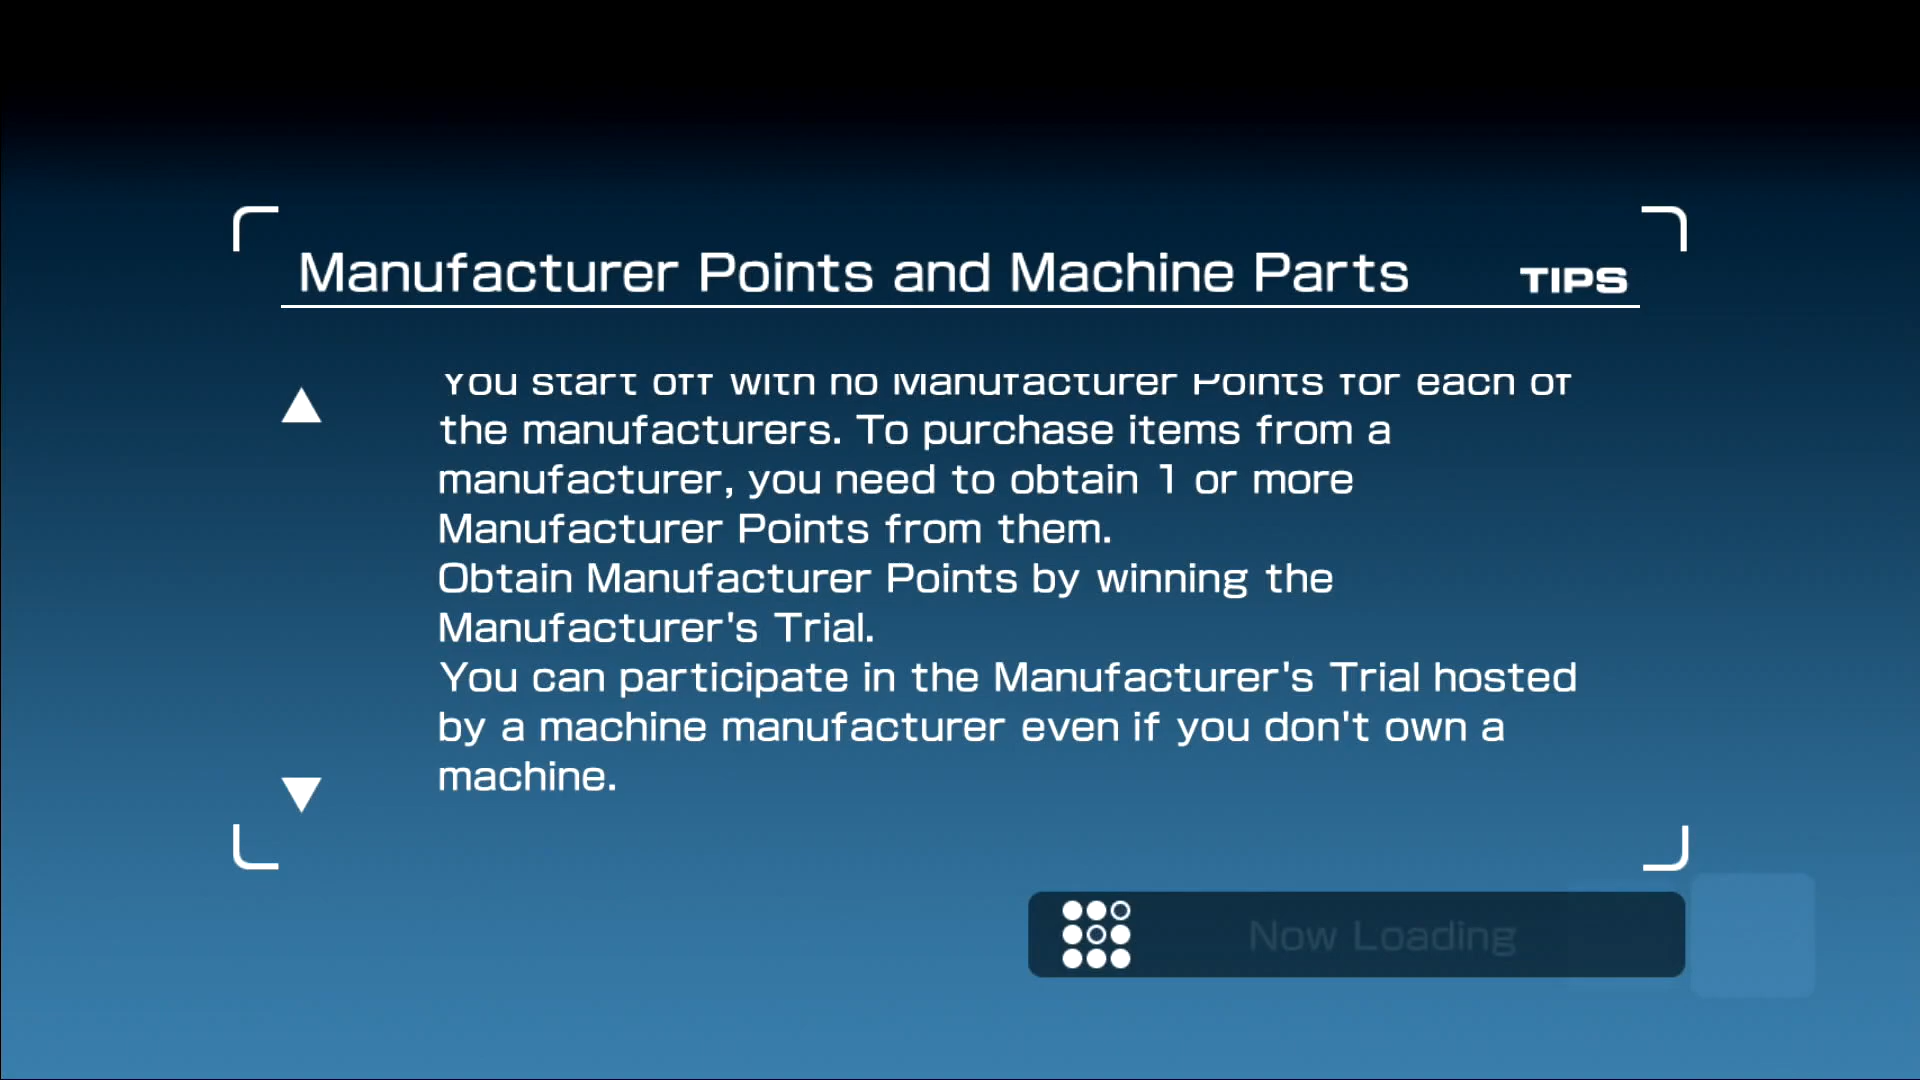 Manufacturer Points and Machine Parts TIPS
You start off with no Manufacturer Points for each of
the manufacturers. To purchase items from a
manufacturer, you need to obtain 1 or more
Manufacturer Points from them.
Obtain Manufacturer Points by winning the
Manufacturer's Trial.
You can participate in the Manufacturer's Trial hosted
by a machine manufacturer even if you don't own a
machine.
Now Loading